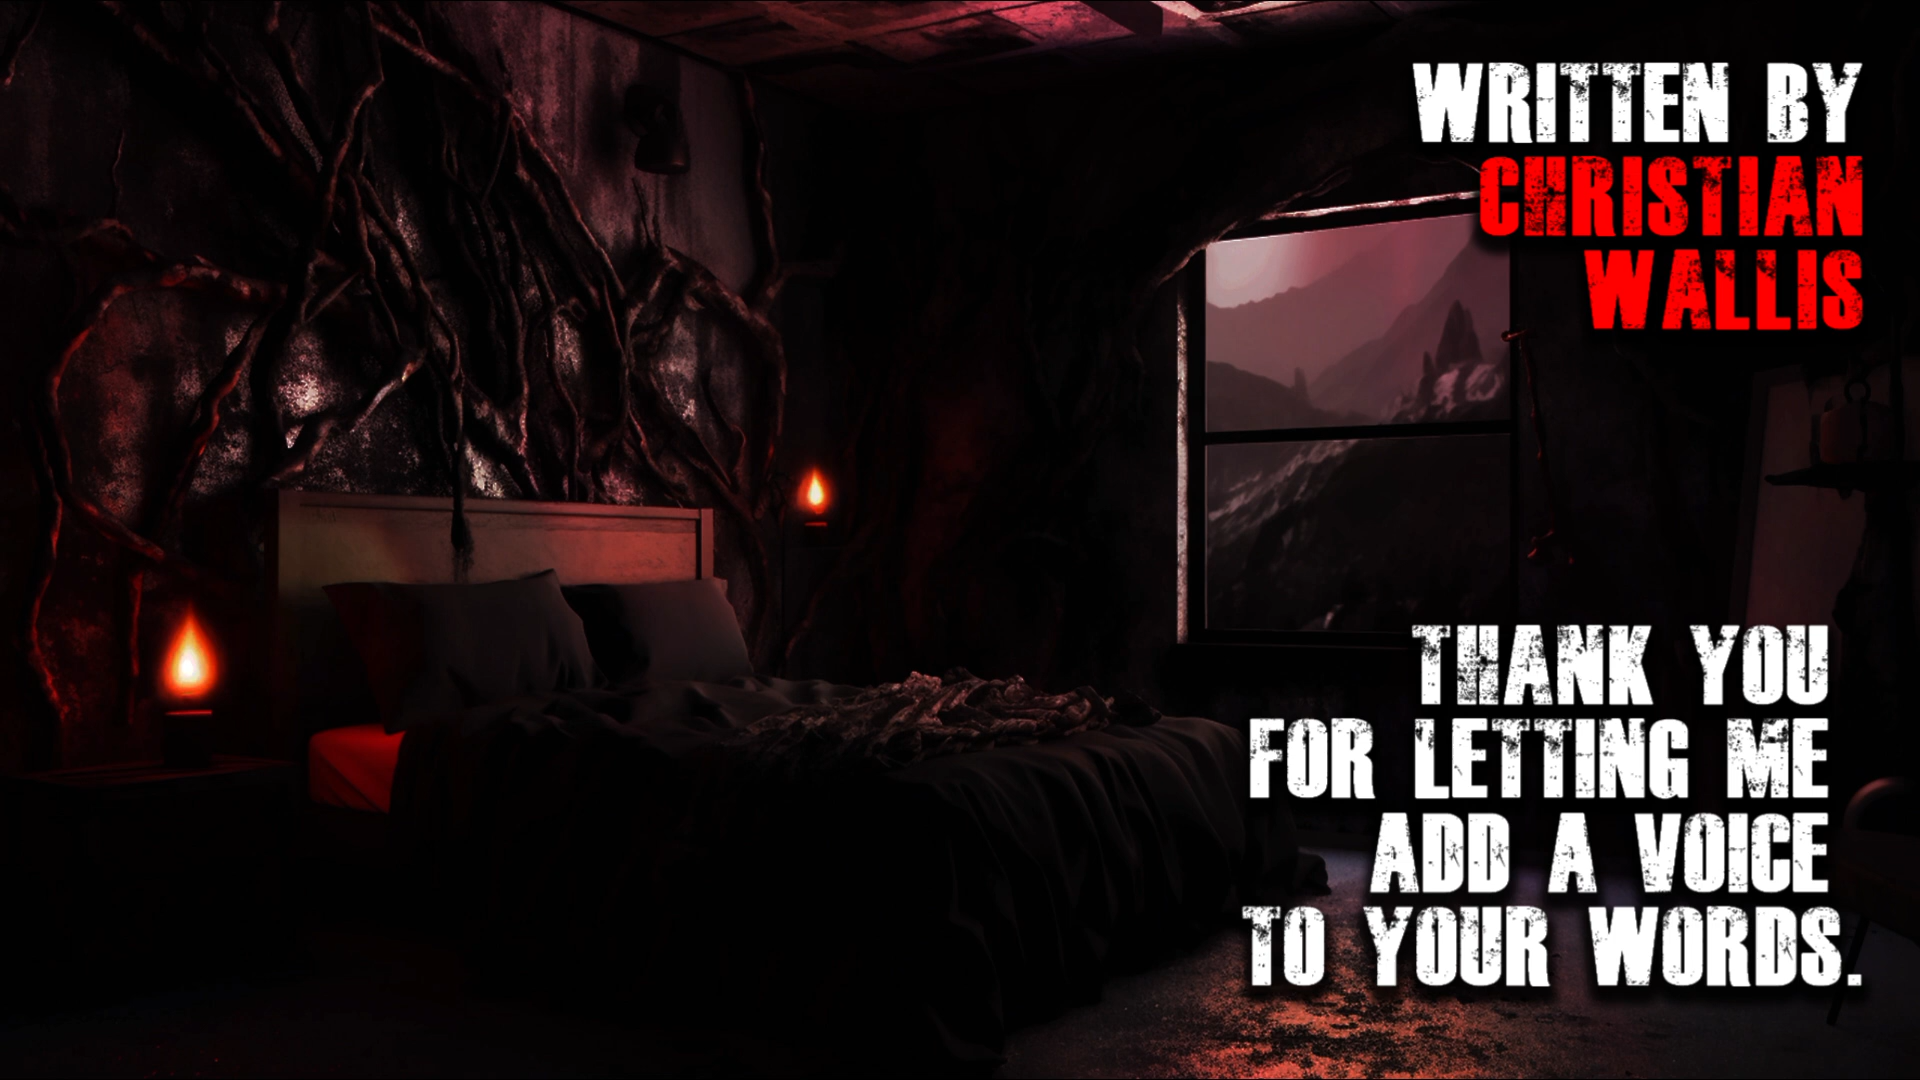 WRITTEN BY
CHRISTIAN
WALLIS
THANK YOU
FOR LETTING ME
ADD A VOICE
TO YOUR WORDS.